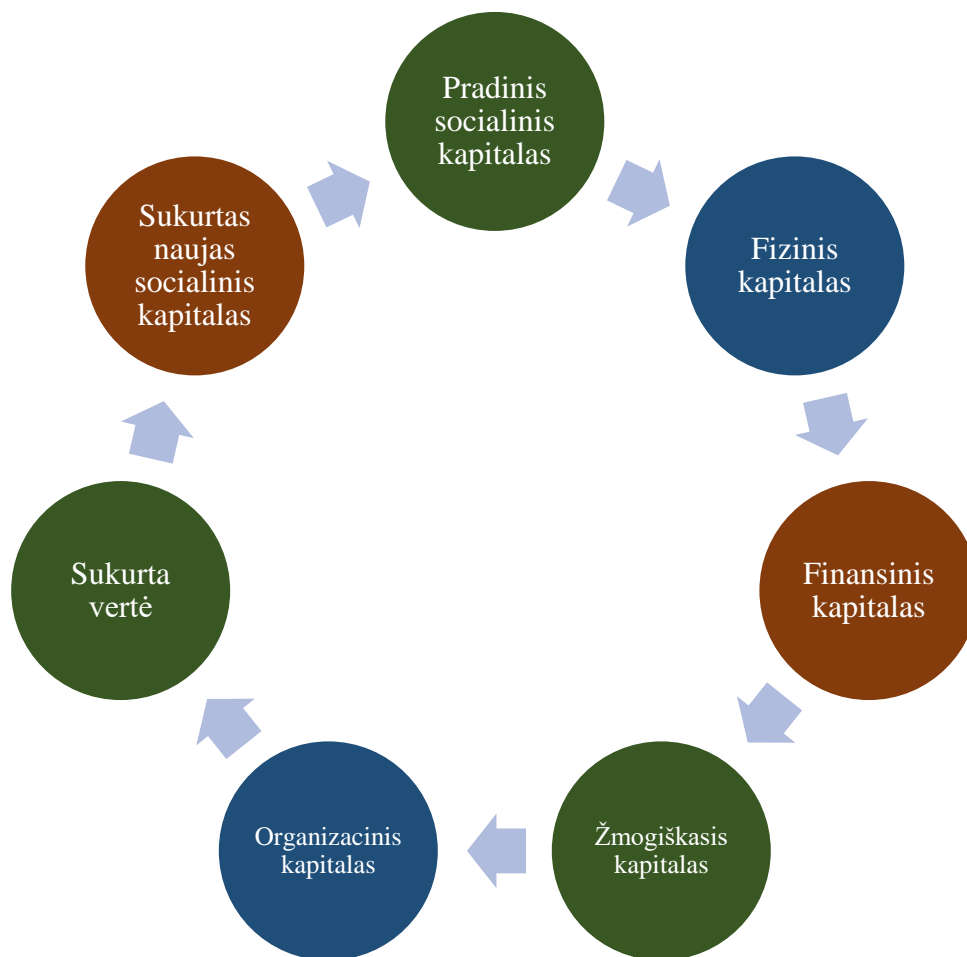 Pradinis
socialinis
kapitalas
Fizinis
kapitalas
Finansinis
kapitalas
Žmogiškasis
kapitalas
Organizacinis
kapitalas
Sukurta
vertė
Sukurtas
naujas
socialinis
kapitalas